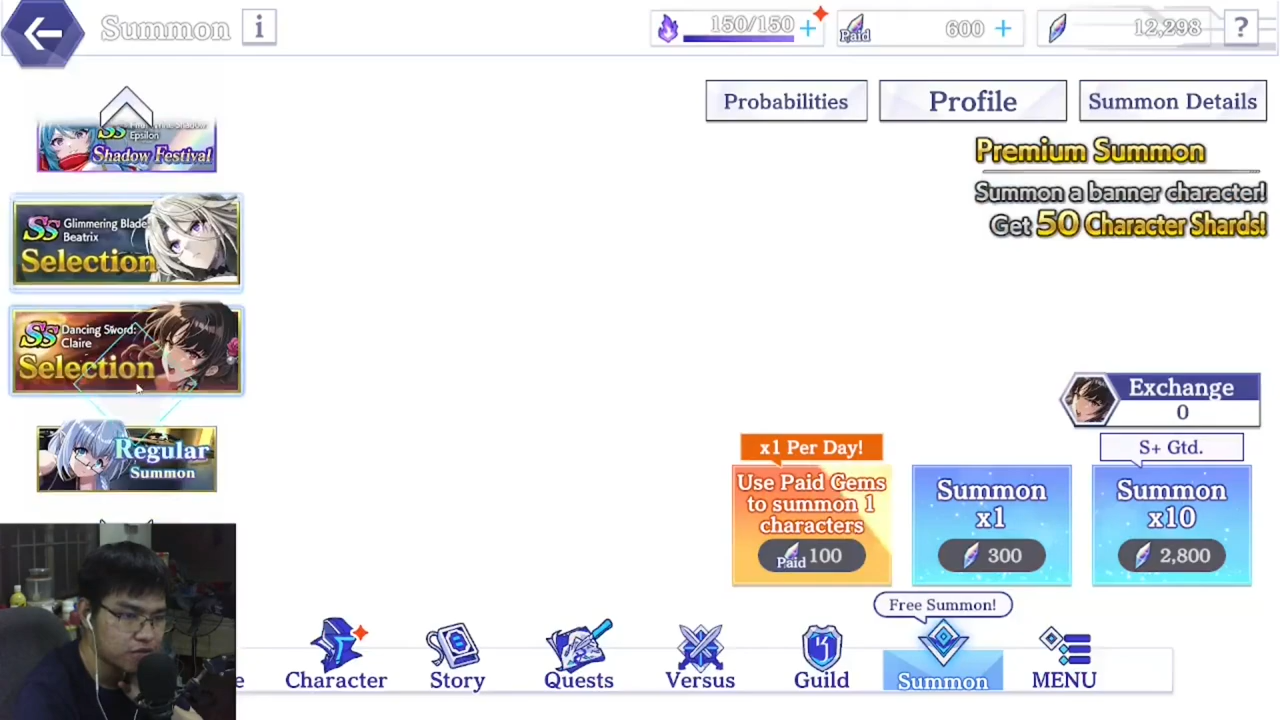 Summon
i
150/150
Paid
600
12,298
?
Probabilities
Profile
Summon Details
Premium Summon
Summon a banner character!
Get 50 Character Shards!
SS
Epsilon
Shadow Festival
SS Glimmering Blade:
Beatrix
Selection
SS Dancing Sword:
Claire
Selection
Regular
Summon
Exchange
0
x1 Per Day!
S+ Gtd.
Use Paid Gems
to summon 1
characters
Paid 100
Summon
x1
300
Summon
x10
2,800
Free Summon!
e
Character
Story
Quests
Versus
Guild
Summon
MENU